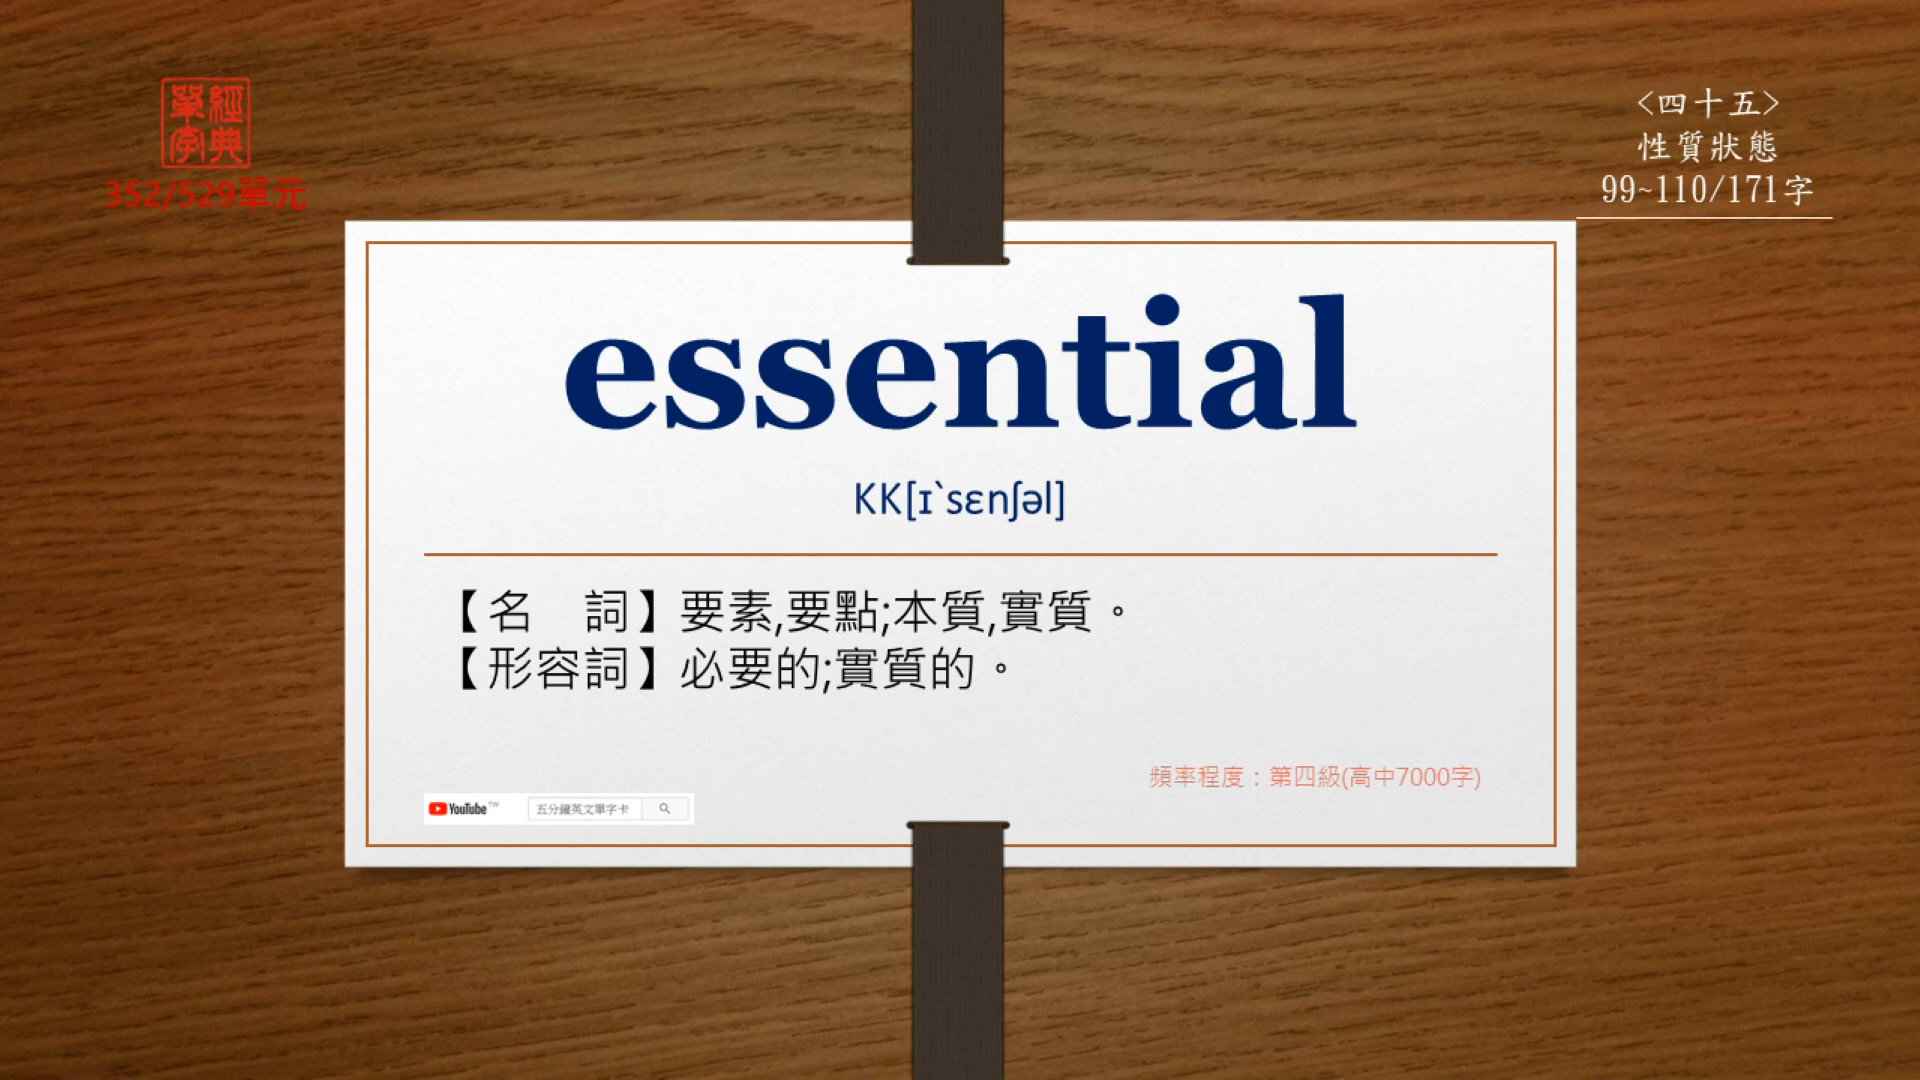 經典
單字
352/529單元
<四十五>
性質狀態
99~110/171字
essential
KK[ɪˋsɛnʃəl]
【名　詞】要素,要點;本質,實質。
【形容詞】必要的;實質的。
頻率程度：第四級(高中7000字)
YouTube TW 五分鐘英文單字卡